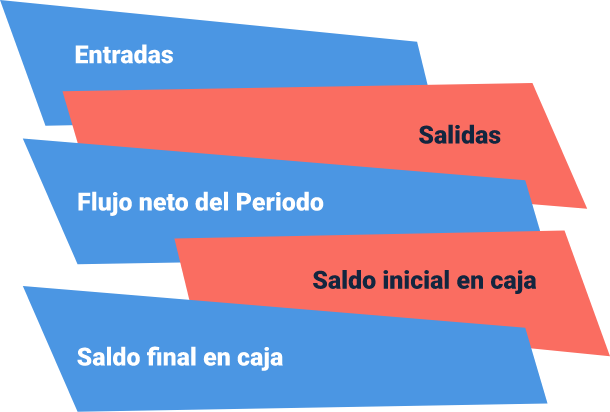 Entradas
Salidas
Flujo neto del Periodo
Saldo inicial en caja
Saldo final en caja